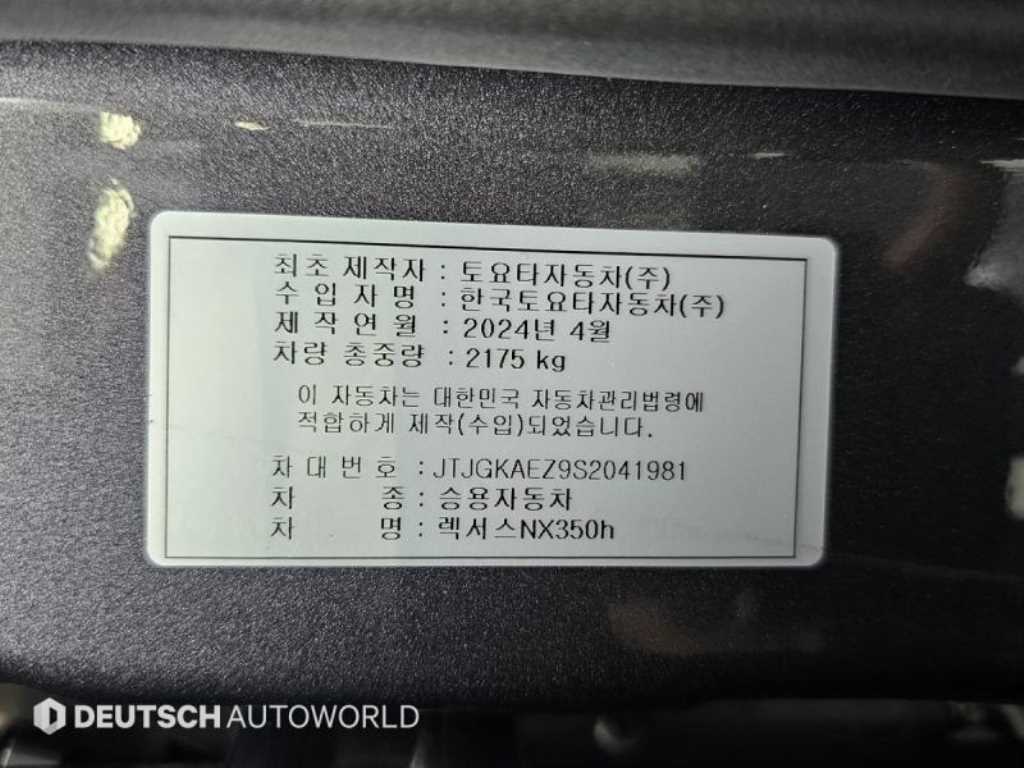 최초 제작자 : 토요타자동차(주)
수 입 자 명 : 한국토요타자동차(주)
제 작 연 월 : 2024년 4월
차량 총중량 : 2175 kg
이 자동차는 대한민국 자동차관리법령에
적합하게 제작(수입)되었습니다.
차 대 번 호 : JTJGKAEZ9S2041981
차 종 : 승용자동차
차 명 : 렉서스NX350h
DEUTSCH AUTOWORLD